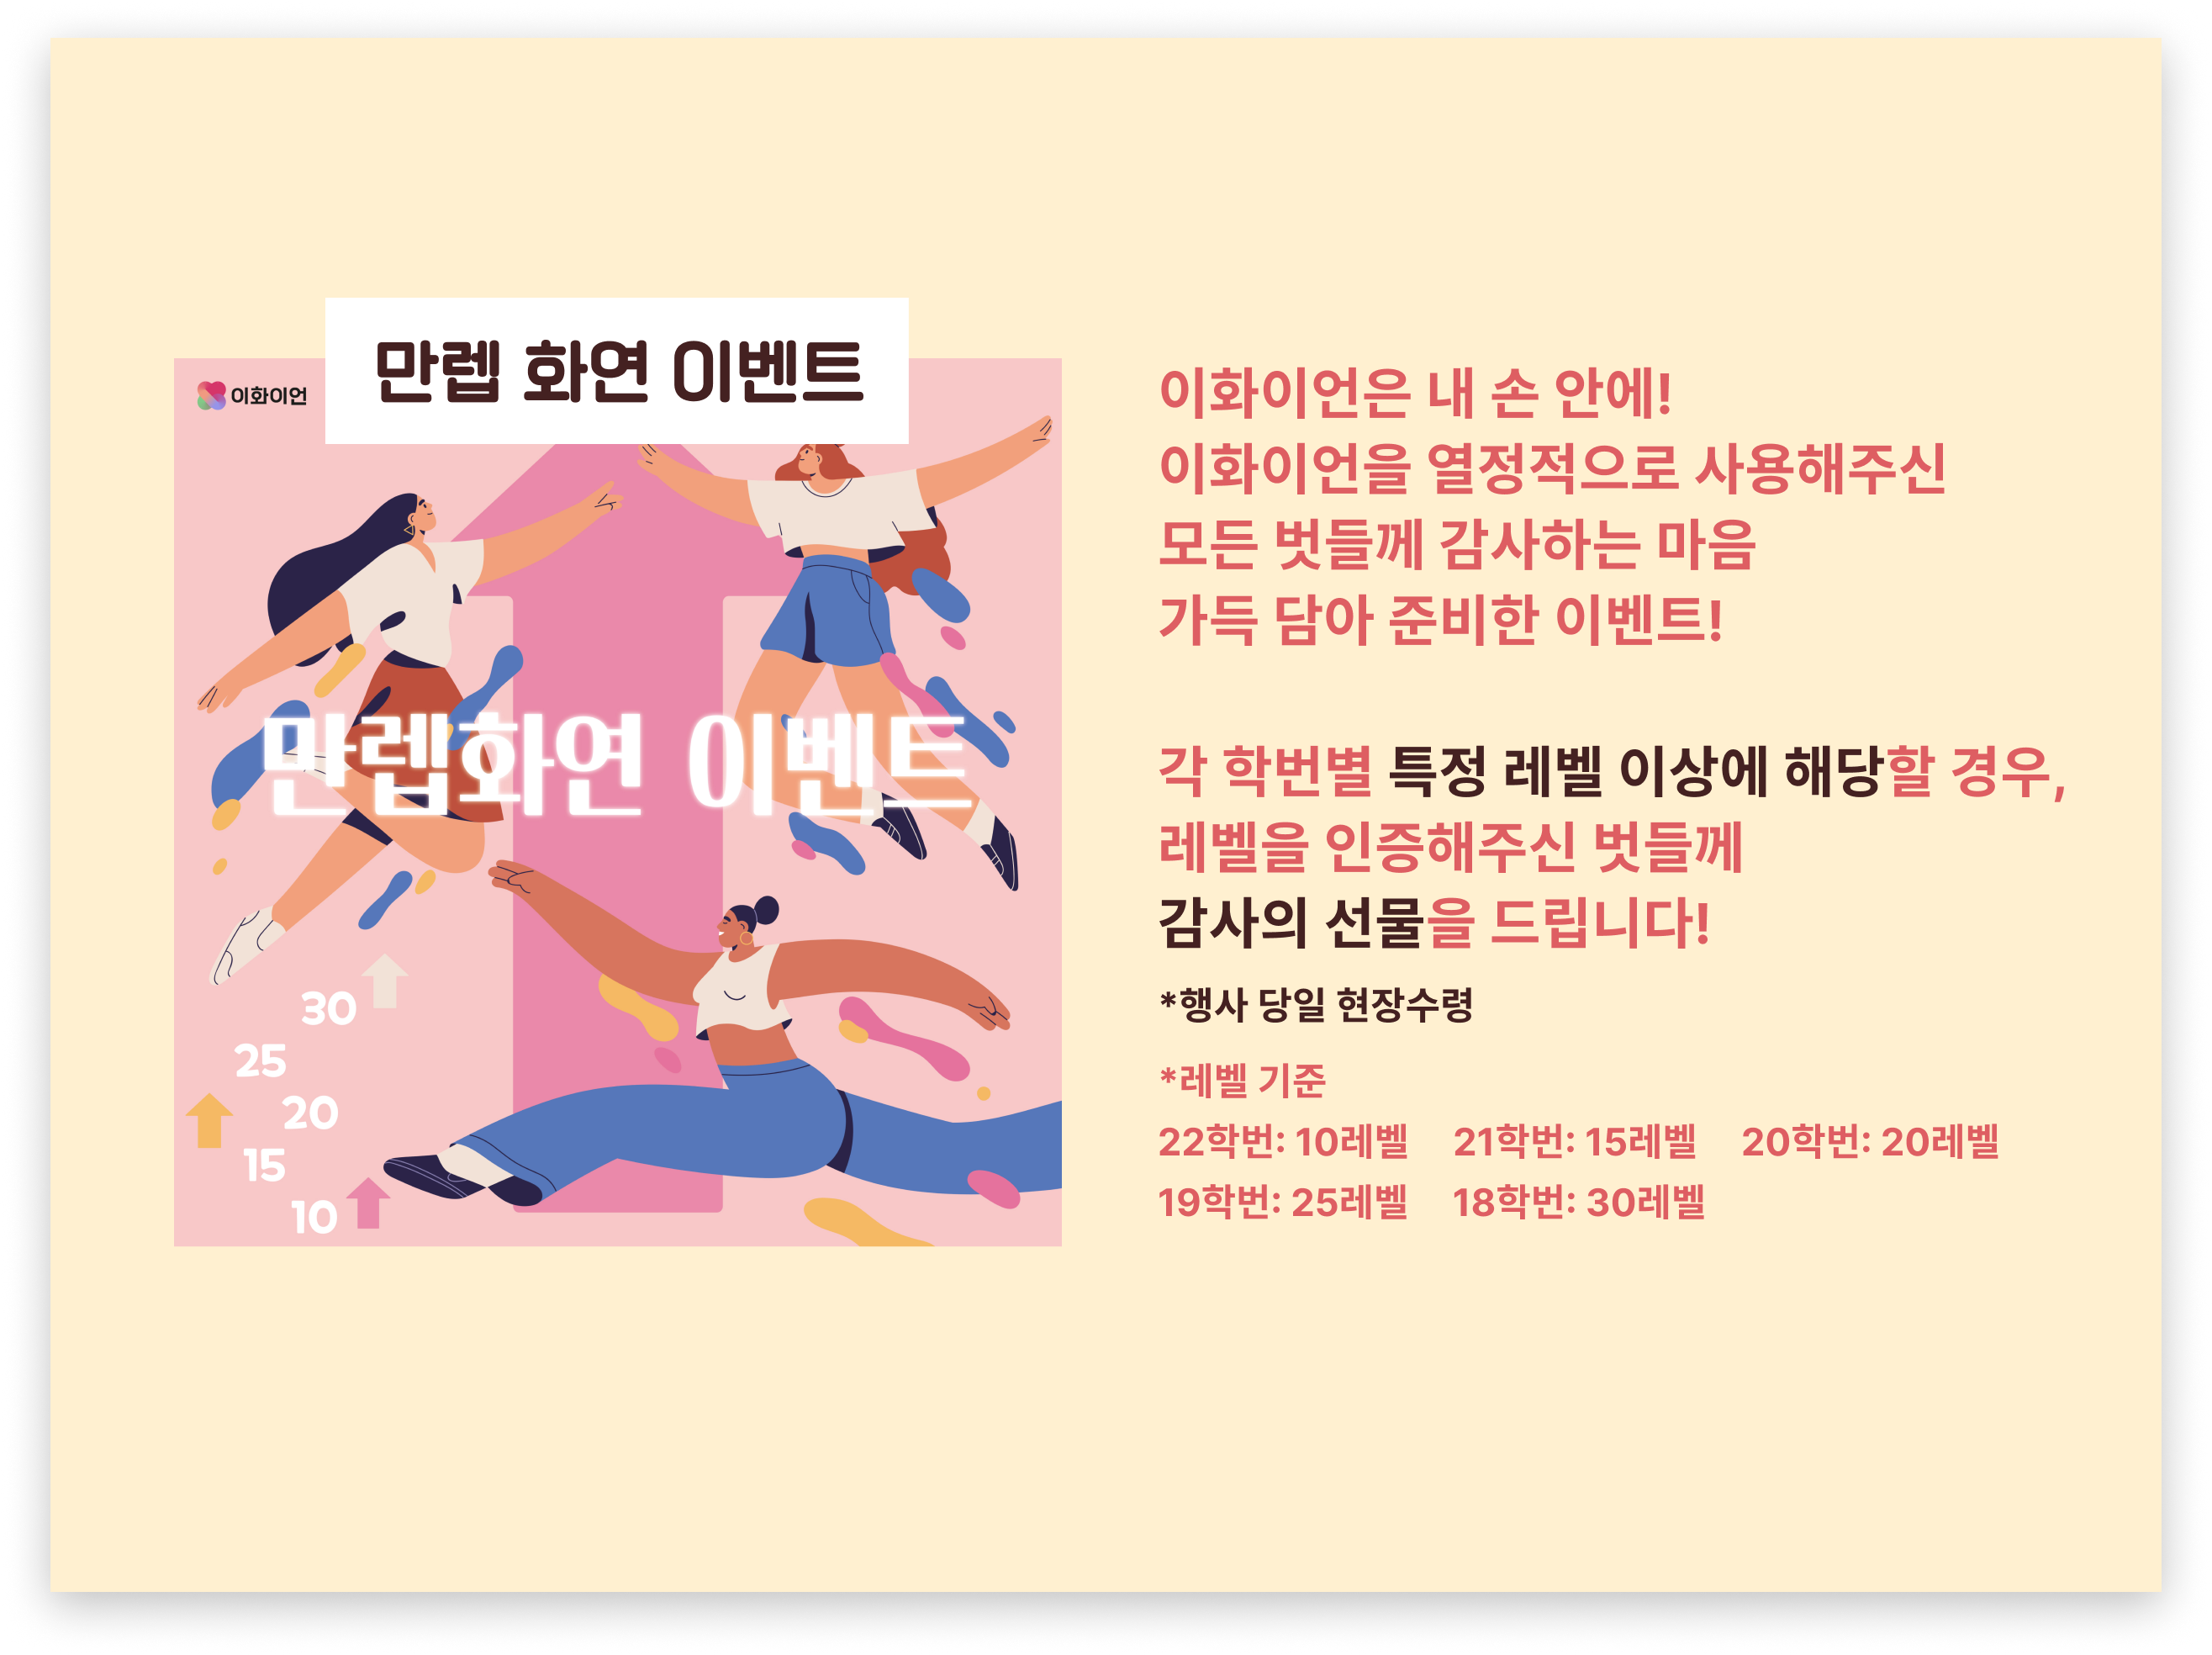 만렙 화연 이벤트
이화이언
만렙화연 이벤트
30
25
20
15
10
이화이언은 내 손 안에!
이화이언을 열정적으로 사용해주신
모든 벗들께 감사하는 마음
가득 담아 준비한 이벤트!
각 학번별 특정 레벨 이상에 해당할 경우,
레벨을 인증해주신 벗들께
감사의 선물을 드립니다!
*행사 당일 현장수령
*레벨 기준
22학번: 10레벨 21학번: 15레벨 20학번: 20레벨
19학번: 25레벨 18학번: 30레벨